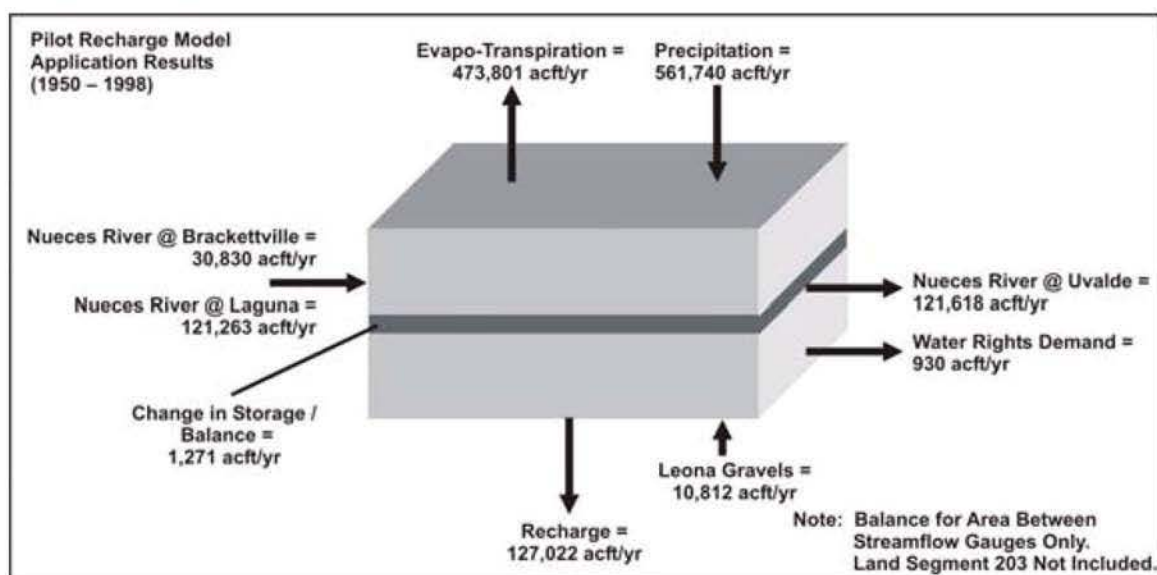 Pilot Recharge Model
Application Results
(1950 – 1998)
Evapo-Transpiration =
473,801 acft/yr
Precipitation =
561,740 acft/yr
Nueces River @ Brackettville =
30,830 acft/yr
Nueces River @ Laguna =
121,263 acft/yr
Nueces River @ Uvalde =
121,618 acft/yr
Water Rights Demand =
930 acft/yr
Change in Storage /
Balance =
1,271 acft/yr
Leona Gravels =
10,812 acft/yr
Recharge =
127,022 acft/yr
Note: Balance for Area Between
Streamflow Gauges Only.
Land Segment 203 Not Included.